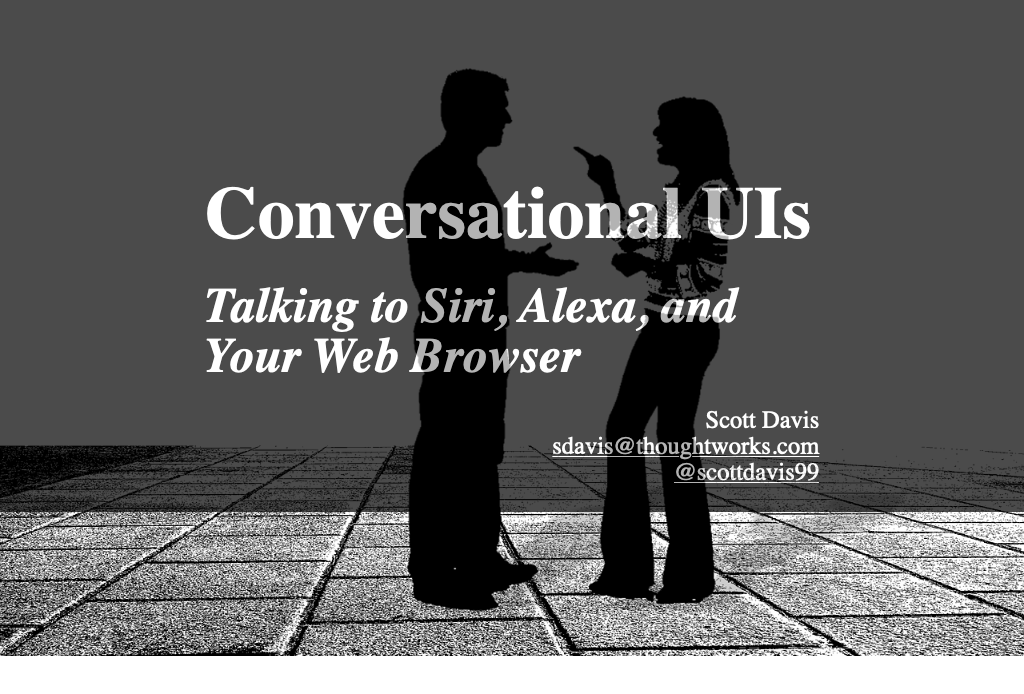 Conversational UIs
Talking to Siri, Alexa, and
Your Web Browser
Scott Davis
sdavis@thoughtworks.com
@scottdavis99